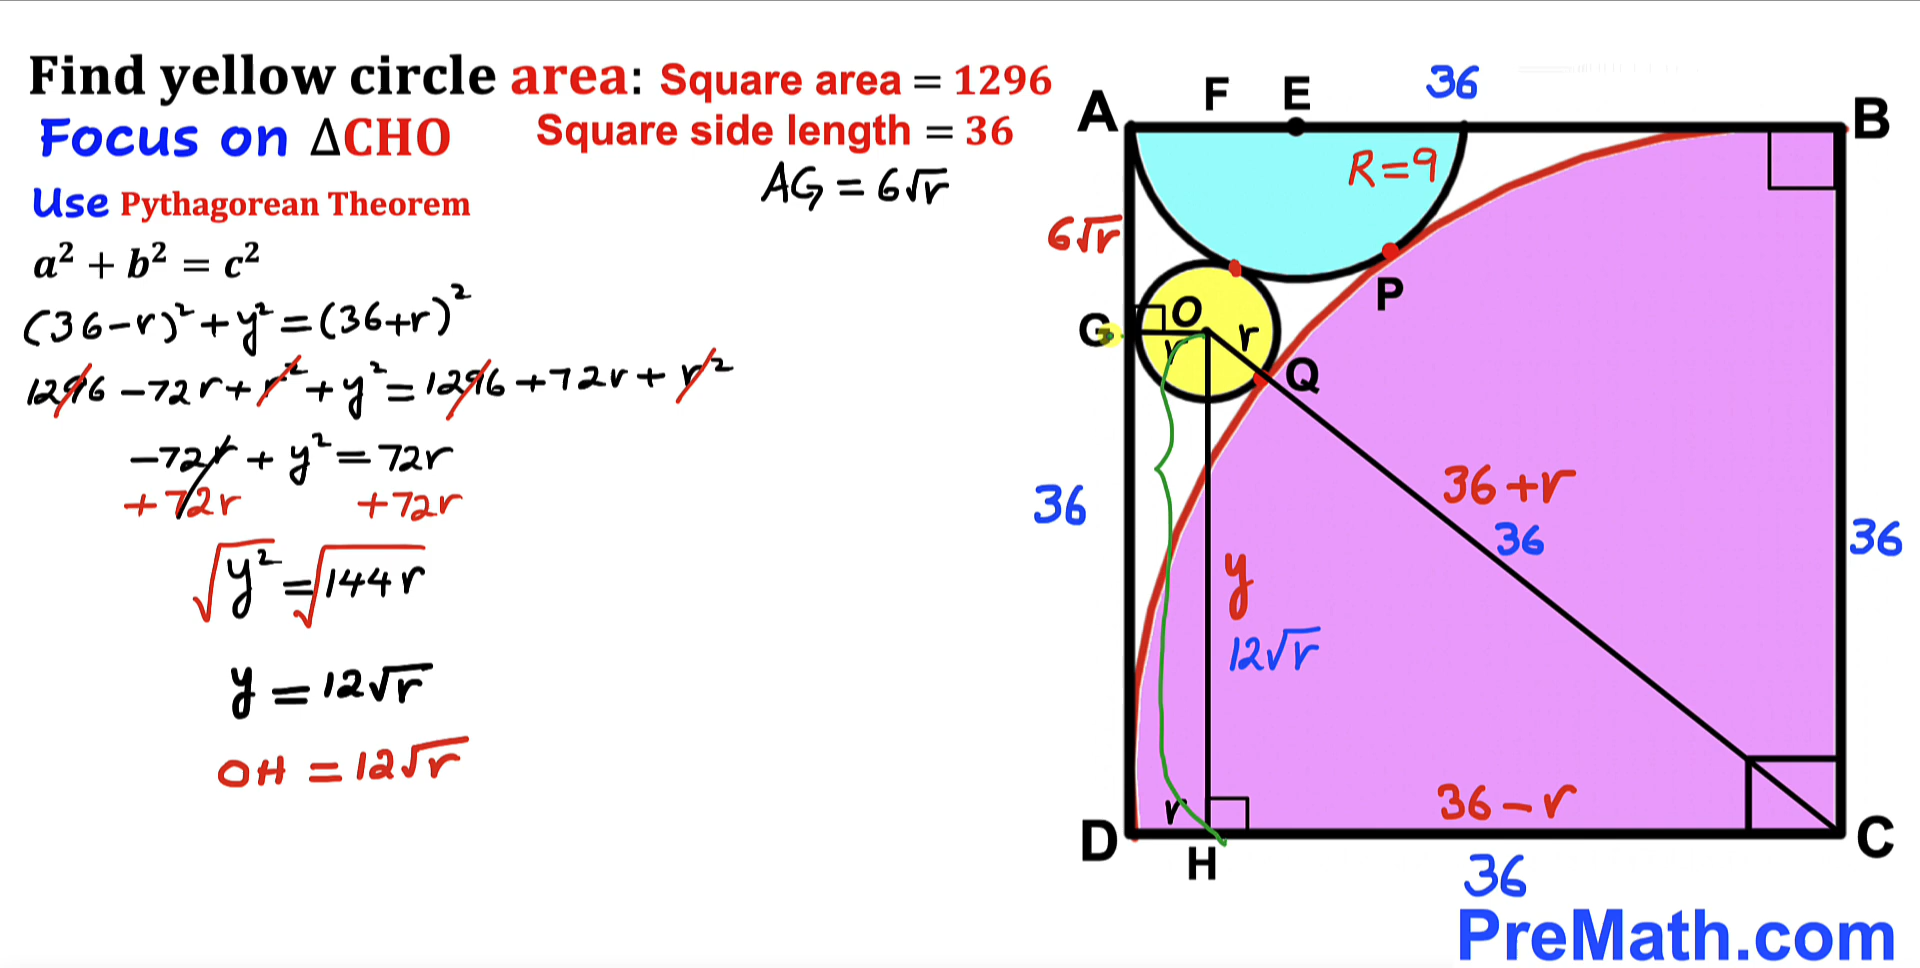 Find yellow circle area: Square area = 1296
Focus on ΔCHO Square side length = 36
AG = 6√r
Use Pythagorean Theorem
a² + b² = c²
(36-r)² + y² = (36+r)²
1296 - 72r + r² + y² = 1296 + 72r + r²
-72r + y² = 72r
+72r +72r
√y² = √144r
y = 12√r
OH = 12√r
A F E 36 B
R=9
6√r
P
G O r
r
Q
36+r
36 36 36
y
12√r
r 36-r
D H C
36
PreMath.com